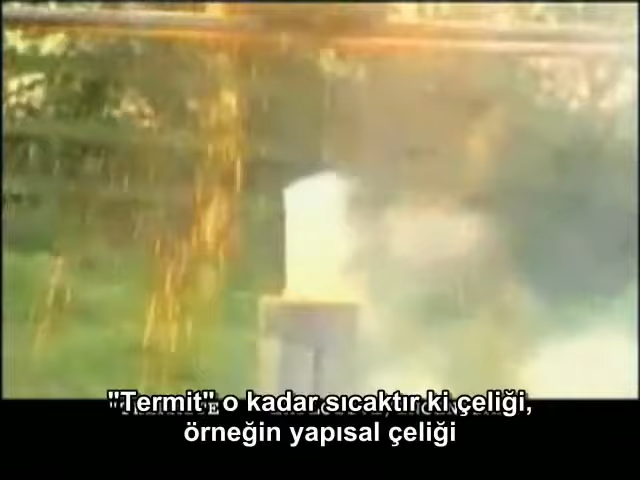 "Termit" o kadar sıcaktır ki çeliği,
örneğin yapısal çeliği